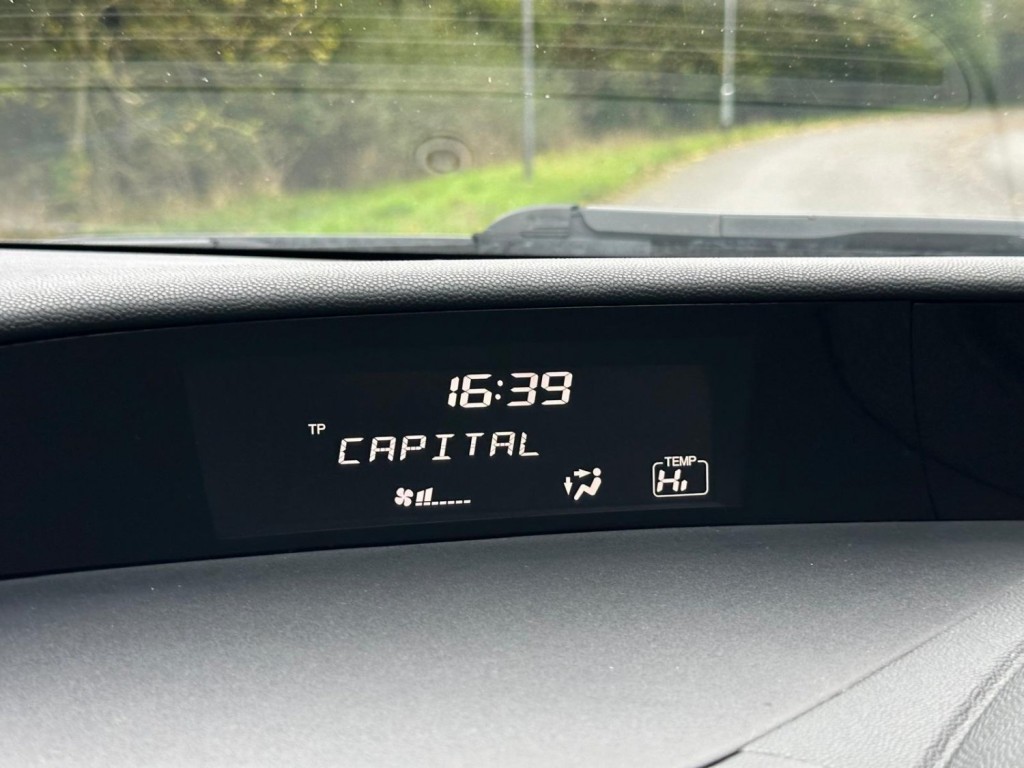 16:39
TP
CAPITAL
TEMP
Hi